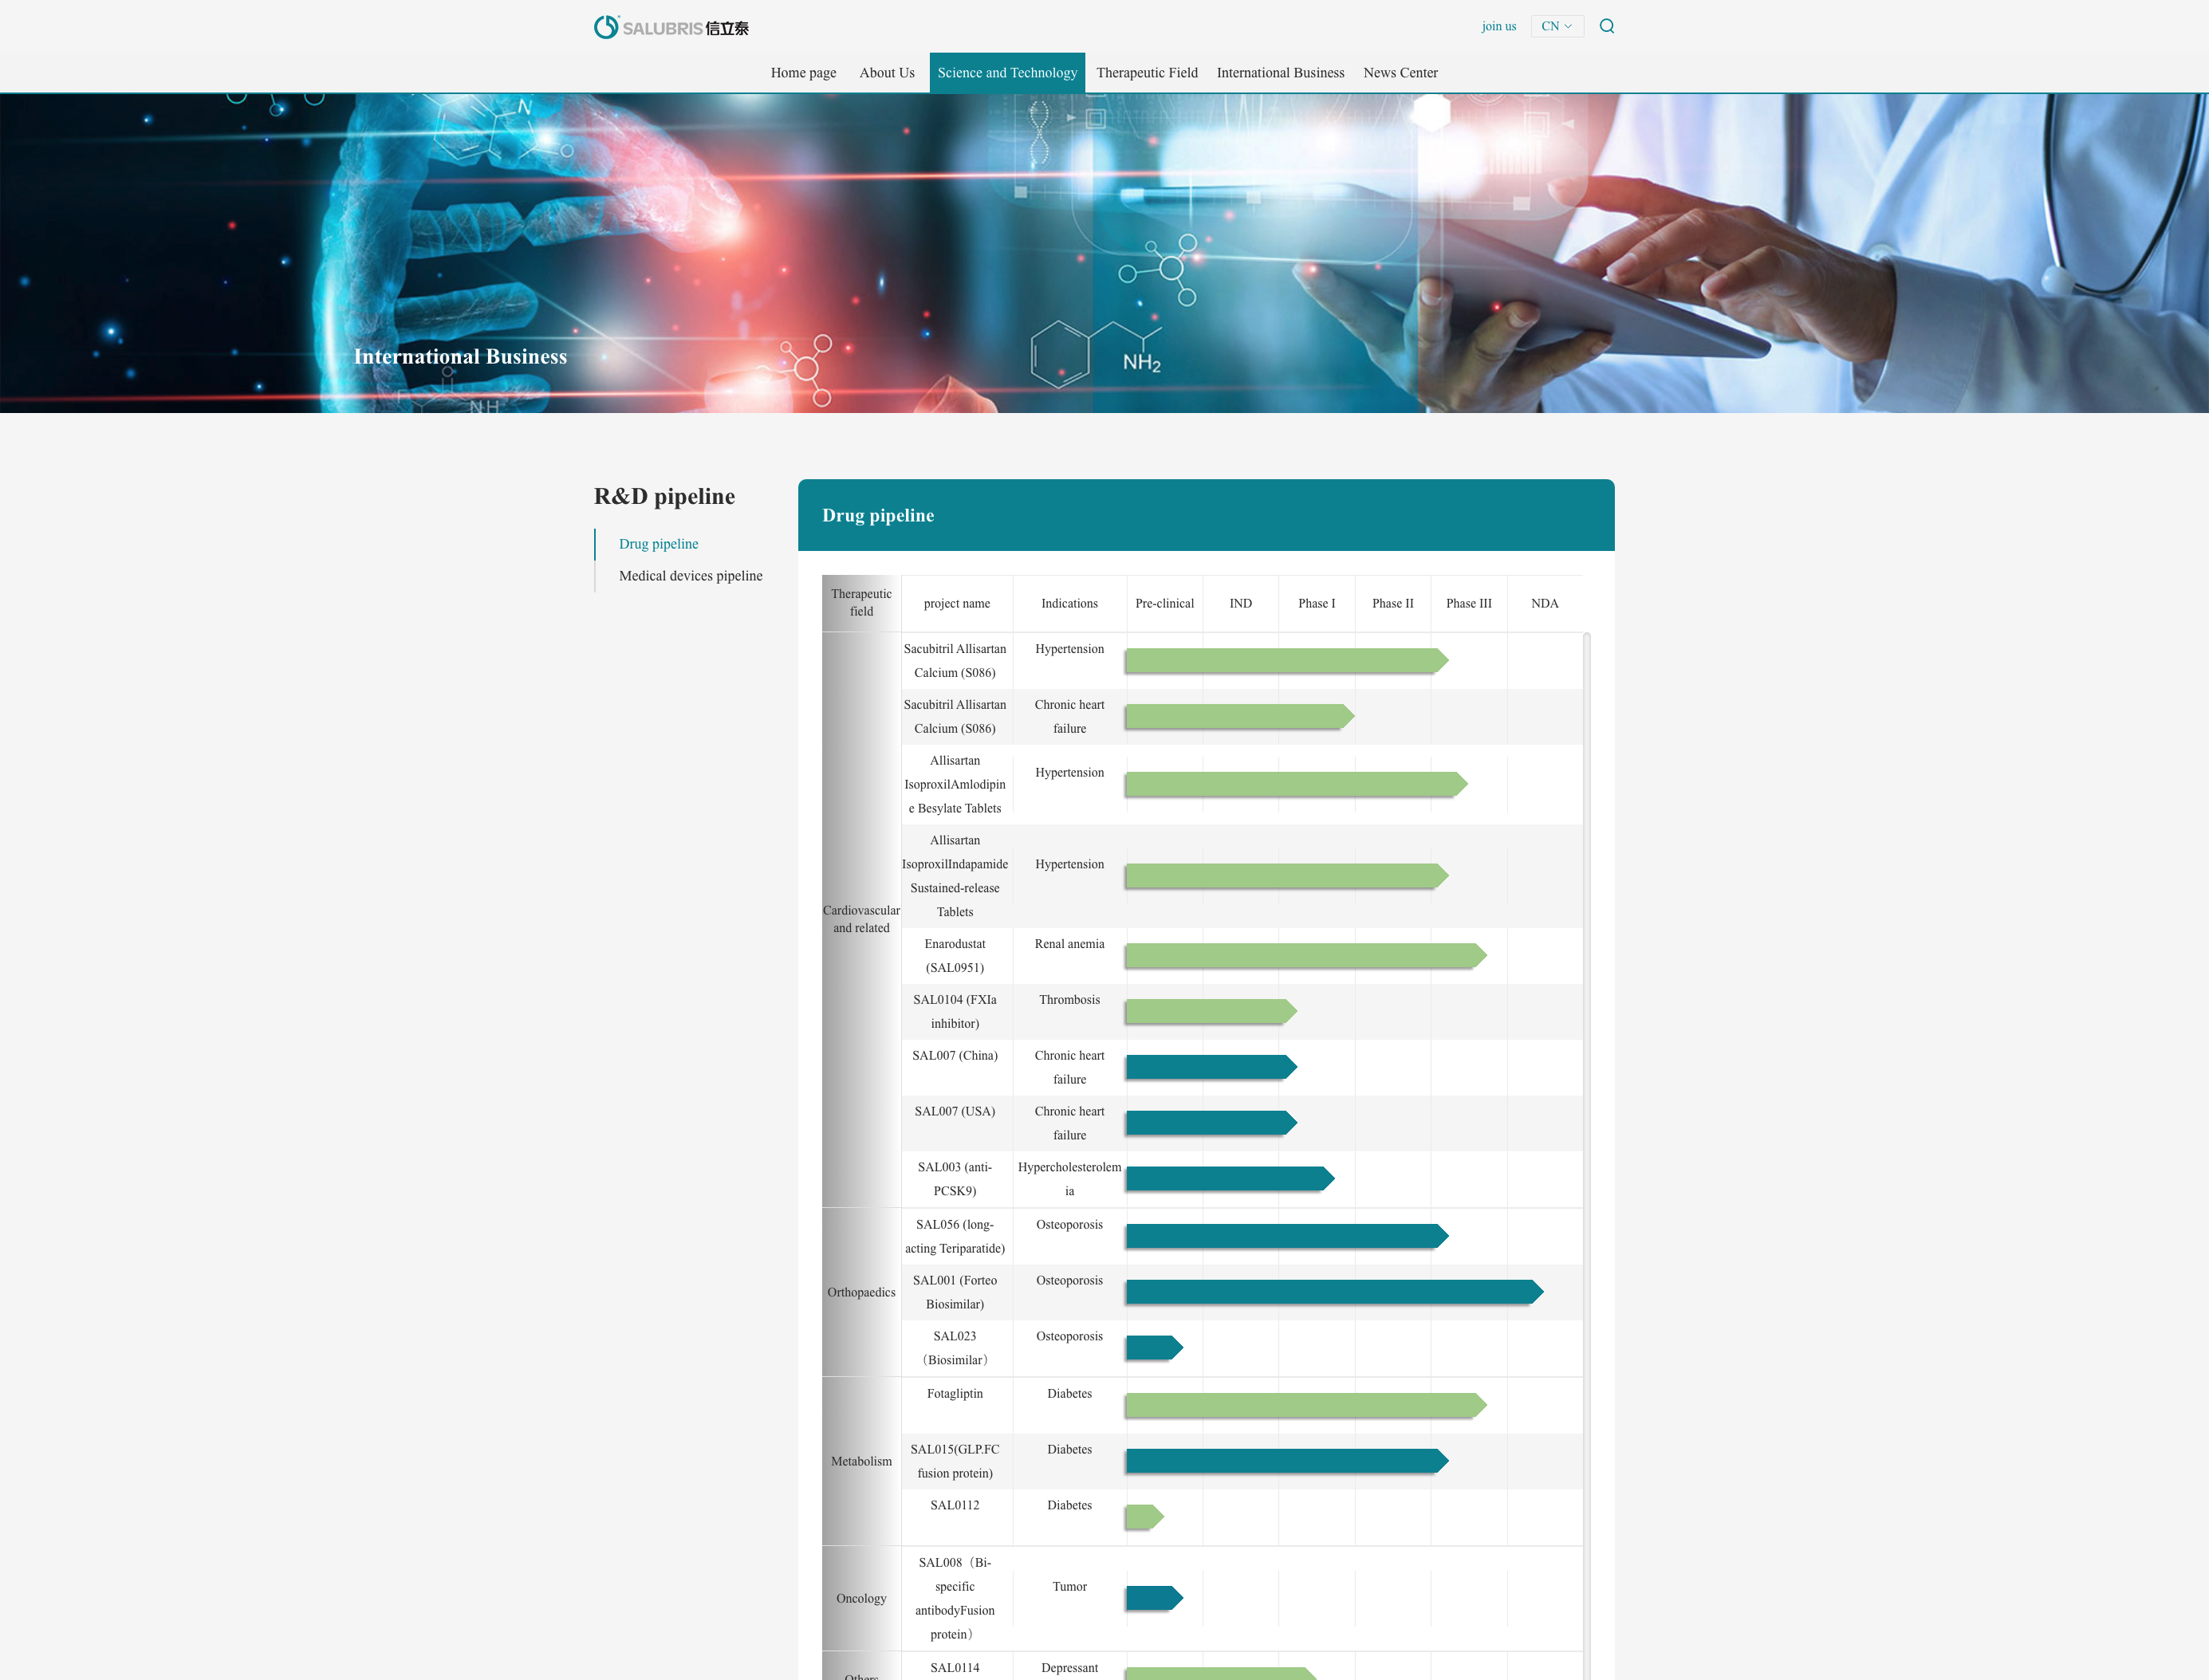 SALUBRIS 信立泰
join us
CN
Home page
About Us
Science and Technology
Therapeutic Field
International Business
News Center
N
NH2
International Business
NH
R&D pipeline
Drug pipeline
Medical devices pipeline
Drug pipeline
Therapeutic
field
project name
Indications
Pre-clinical
IND
Phase I
Phase II
Phase III
NDA
Cardiovascular
and related
Sacubitril Allisartan
Calcium (S086)
Hypertension
Sacubitril Allisartan
Calcium (S086)
Chronic heart
failure
Allisartan
IsoproxilAmlodipin
e Besylate Tablets
Hypertension
Allisartan
IsoproxilIndapamide
Sustained-release
Tablets
Hypertension
Enarodustat
(SAL0951)
Renal anemia
SAL0104 (FXIa
inhibitor)
Thrombosis
SAL007 (China)
Chronic heart
failure
SAL007 (USA)
Chronic heart
failure
SAL003 (anti-
PCSK9)
Hypercholesterolem
ia
Orthopaedics
SAL056 (long-
acting Teriparatide)
Osteoporosis
SAL001 (Forteo
Biosimilar)
Osteoporosis
SAL023
（Biosimilar）
Osteoporosis
Metabolism
Fotagliptin
Diabetes
SAL015(GLP.FC
fusion protein)
Diabetes
SAL0112
Diabetes
Oncology
SAL008（Bi-
specific
antibodyFusion
protein）
Tumor
Others
SAL0114
Depressant